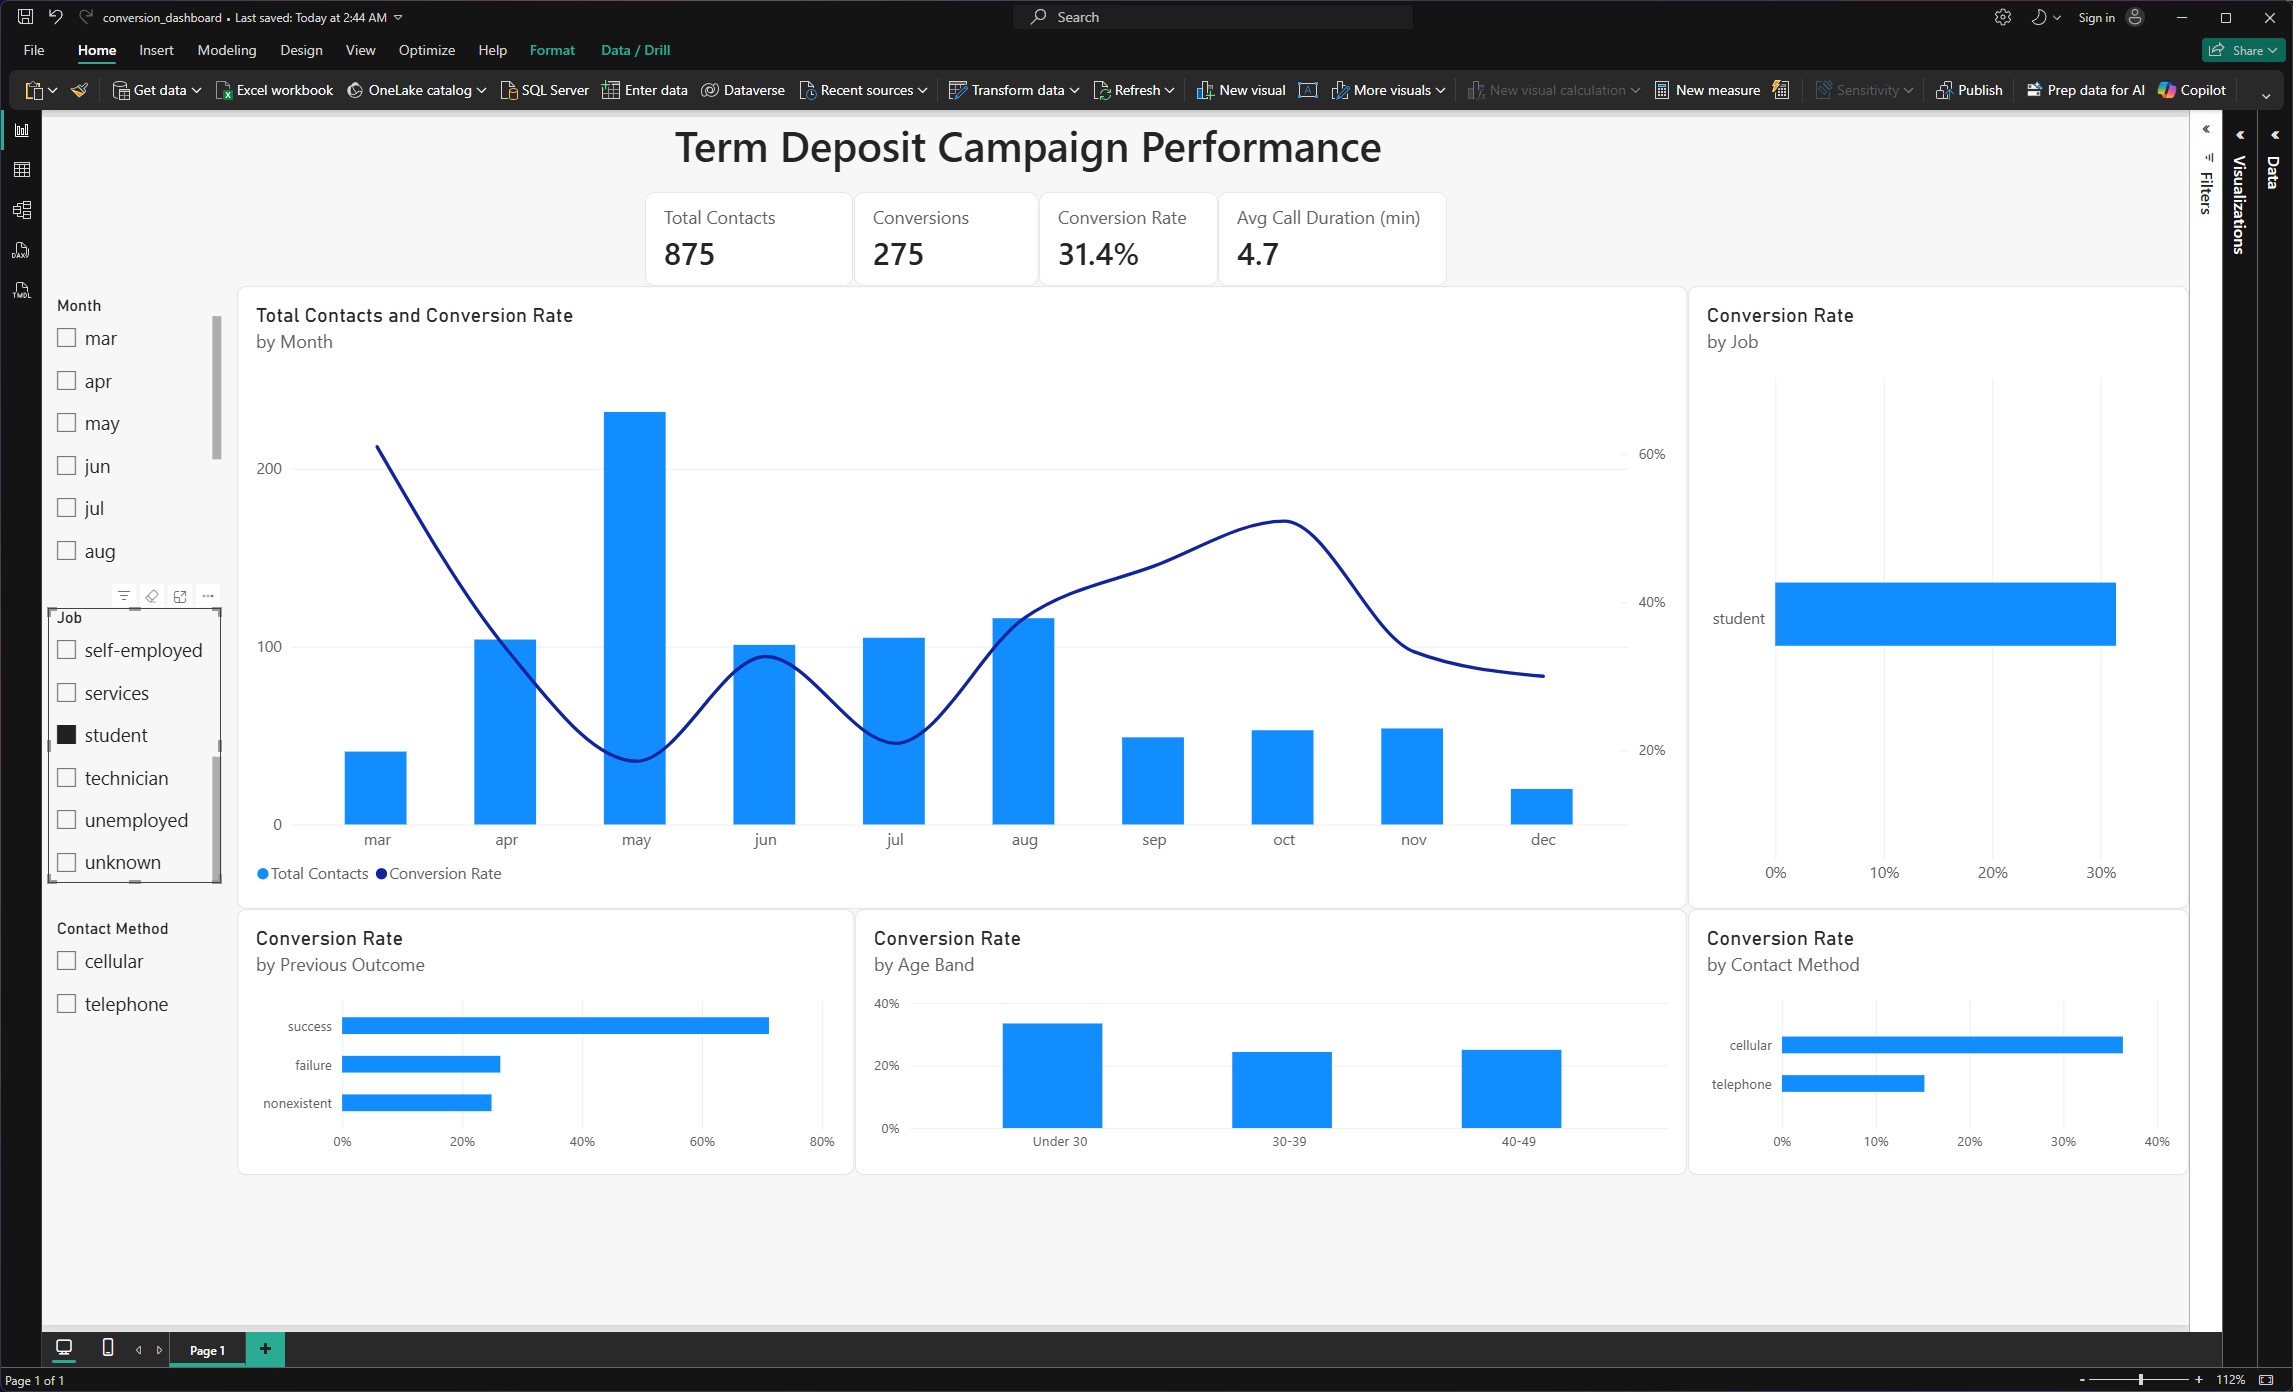 conversion_dashboard • Last saved: Today at 2:44 AM
Search
Sign in
File Home Insert Modeling Design View Optimize Help Format Data / Drill
Share
Get data Excel workbook OneLake catalog SQL Server Enter data Dataverse Recent sources Transform data Refresh New visual A More visuals New visual calculation New measure Sensitivity Publish Prep data for AI Copilot
DAX
TMDL
Term Deposit Campaign Performance
Total Contacts
875
Conversions
275
Conversion Rate
31.4%
Avg Call Duration (min)
4.7
Month
mar
apr
may
jun
jul
aug
Job
self-employed
services
student
technician
unemployed
unknown
Contact Method
cellular
telephone
Total Contacts and Conversion Rate
by Month
200
100
0
60%
40%
20%
mar apr may jun jul aug sep oct nov dec
Total Contacts Conversion Rate
Conversion Rate
by Job
student
0% 10% 20% 30%
Conversion Rate
by Previous Outcome
success
failure
nonexistent
0% 20% 40% 60% 80%
Conversion Rate
by Age Band
40%
20%
0%
Under 30 30-39 40-49
Conversion Rate
by Contact Method
cellular
telephone
0% 10% 20% 30% 40%
Filters
Visualizations
Data
Page 1
+
Page 1 of 1
- + 112%